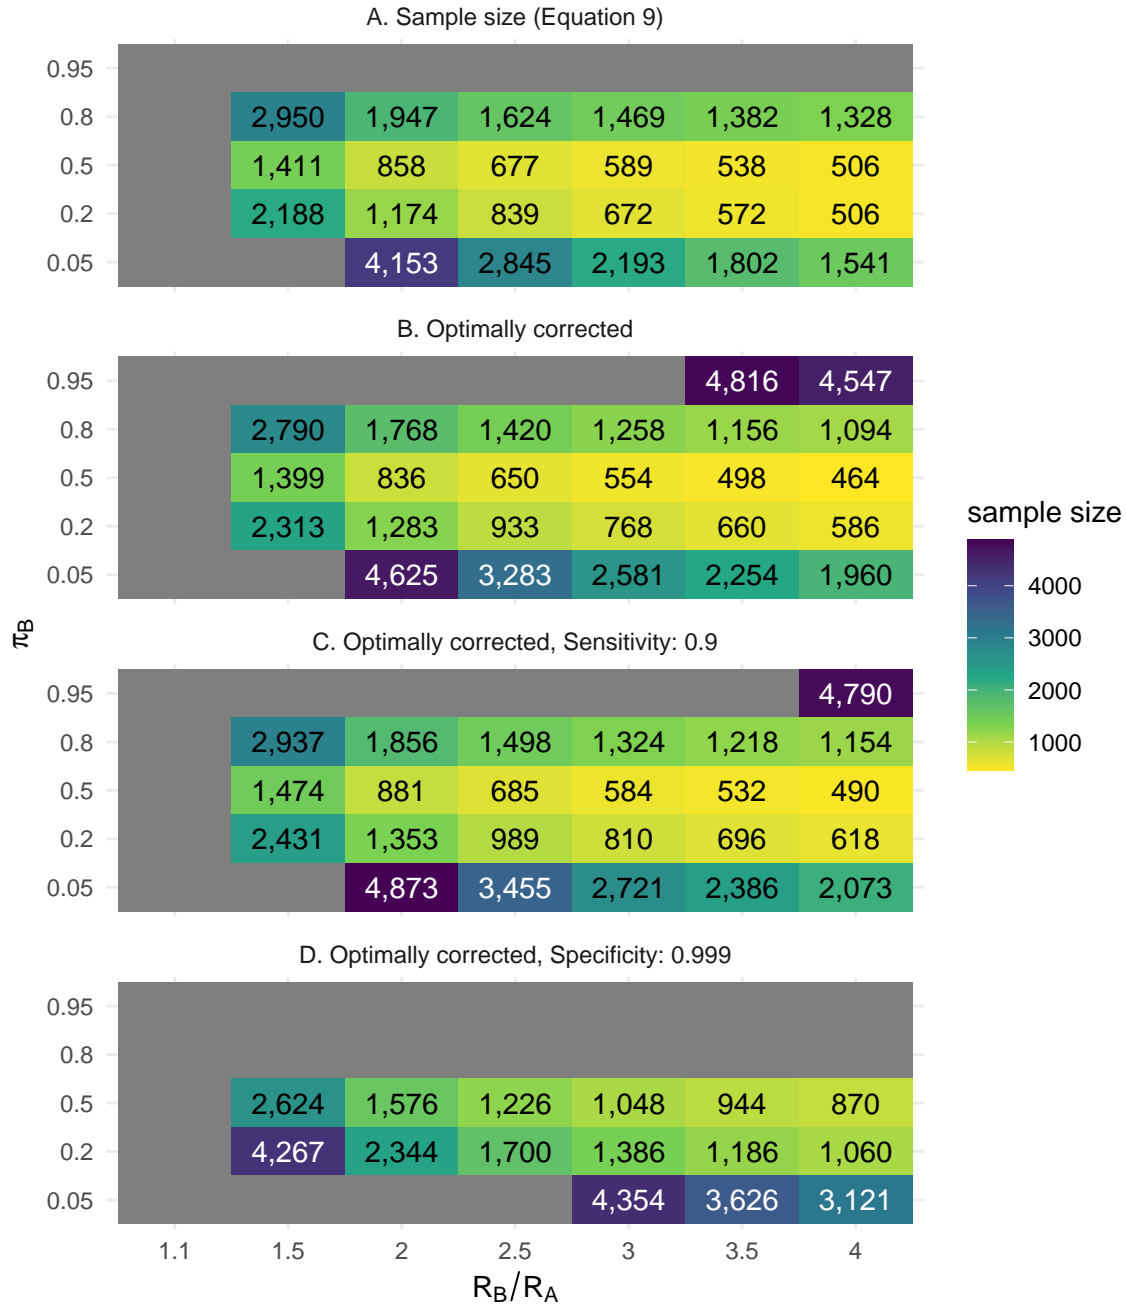 A. Sample size (Equation 9)
0.95
0.8 2,950 1,947 1,624 1,469 1,382 1,328
0.5 1,411 858 677 589 538 506
0.2 2,188 1,174 839 672 572 506
0.05 4,153 2,845 2,193 1,802 1,541
B. Optimally corrected
0.95 4,816 4,547
0.8 2,790 1,768 1,420 1,258 1,156 1,094
0.5 1,399 836 650 554 498 464
0.2 2,313 1,283 933 768 660 586
0.05 4,625 3,283 2,581 2,254 1,960
C. Optimally corrected, Sensitivity: 0.9
0.95 4,790
0.8 2,937 1,856 1,498 1,324 1,218 1,154
0.5 1,474 881 685 584 532 490
0.2 2,431 1,353 989 810 696 618
0.05 4,873 3,455 2,721 2,386 2,073
D. Optimally corrected, Specificity: 0.999
0.95
0.8
0.5 2,624 1,576 1,226 1,048 944 870
0.2 4,267 2,344 1,700 1,386 1,186 1,060
0.05 4,354 3,626 3,121
1.1 1.5 2 2.5 3 3.5 4
R_B/R_A
π_B
sample size
4000
3000
2000
1000